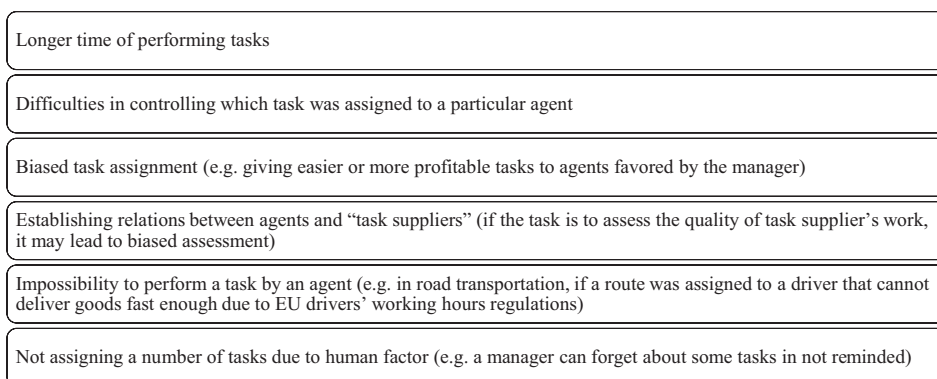 Longer time of performing tasks
Difficulties in controlling which task was assigned to a particular agent
Biased task assignment (e.g. giving easier or more profitable tasks to agents favored by the manager)
Establishing relations between agents and “task suppliers” (if the task is to assess the quality of task supplier’s work,
it may lead to biased assessment)
Impossibility to perform a task by an agent (e.g. in road transportation, if a route was assigned to a driver that cannot
deliver goods fast enough due to EU drivers’ working hours regulations)
Not assigning a number of tasks due to human factor (e.g. a manager can forget about some tasks in not reminded)